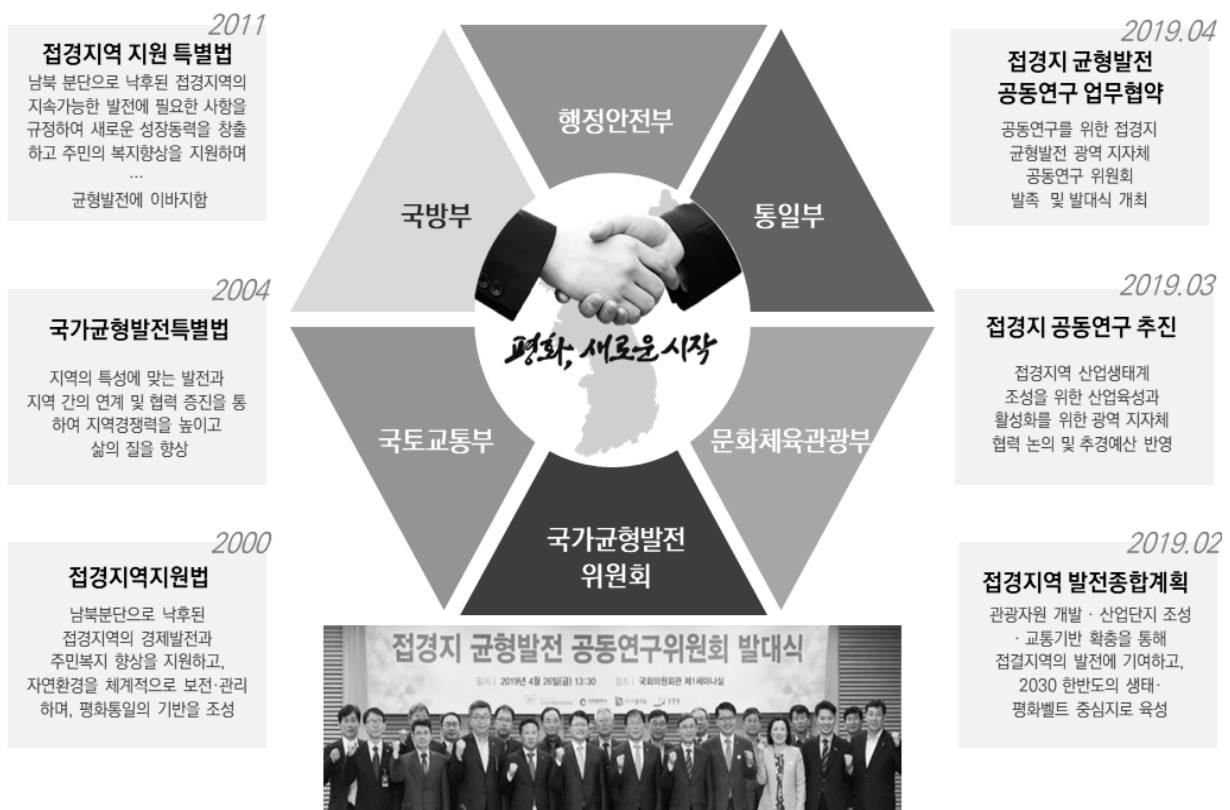 2011
접경지역 지원 특별법
남북 분단으로 낙후된 접경지역의
지속가능한 발전에 필요한 사항을
규정하여 새로운 성장동력을 창출
하고 주민의 복지향상을 지원하며
...
균형발전에 이바지함
2004
국가균형발전특별법
지역의 특성에 맞는 발전과
지역 간의 연계 및 협력 증진을 통
하여 지역경쟁력을 높이고
삶의 질을 향상
2000
접경지역지원법
남북분단으로 낙후된
접경지역의 경제발전과
주민복지 향상을 지원하고,
자연환경을 체계적으로 보전·관리
하며, 평화통일의 기반을 조성
행정안전부
국방부
통일부
평화, 새로운 시작
국토교통부
문화체육관광부
국가균형발전
위원회
접경지 균형발전 공동연구위원회 발대식
일시 | 2019년 4월 26일(금) 13:30 장소 | 국회의원회관 제1세미나실
2019.04
접경지 균형발전
공동연구 업무협약
공동연구를 위한 접경지
균형발전 광역 지자체
공동연구 위원회
발족 및 발대식 개최
2019.03
접경지 공동연구 추진
접경지역 산업생태계
조성을 위한 산업육성과
활성화를 위한 광역 지자체
협력 논의 및 추경예산 반영
2019.02
접경지역 발전종합계획
관광자원 개발 · 산업단지 조성
· 교통기반 확충을 통해
접결지역의 발전에 기여하고,
2030 한반도의 생태·
평화벨트 중심지로 육성